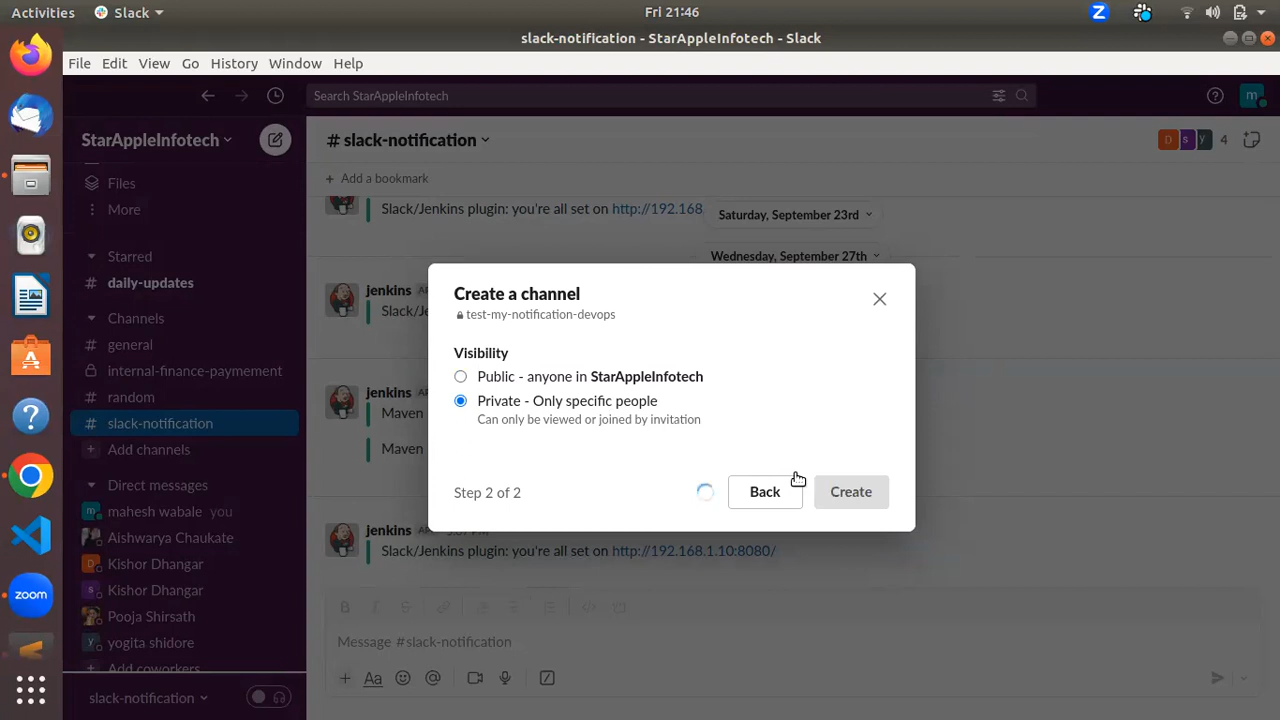 Activities
Slack
Fri 21:46
slack-notification - StarAppleInfotech - Slack
File Edit View Go History Window Help
Search StarAppleInfotech
m
StarAppleInfotech
# slack-notification
D s y 4
+ Add a bookmark
Files
More
Slack/Jenkins plugin: you're all set on http://192.168
Saturday, September 23rd
Starred
Wednesday, September 27th
# daily-updates
Channels
# general
internal-finance-paymement
# random
# slack-notification
+ Add channels
Direct messages
mahesh wabale you
Aishwarya Chaukate
D Kishor Dhangar
s Kishor Dhangar
Pooja Shirsath
y yogita shidore
Add coworkers
slack-notification
jenkins
Slack/Je
jenkins
Maven
Maven
jenkins
Slack/Jenkins plugin: you're all set on http://192.168.1.10:8080/
Create a channel
test-my-notification-devops
Visibility
Public - anyone in StarAppleInfotech
Private - Only specific people
Can only be viewed or joined by invitation
Step 2 of 2
Back
Create
Message #slack-notification
zoom